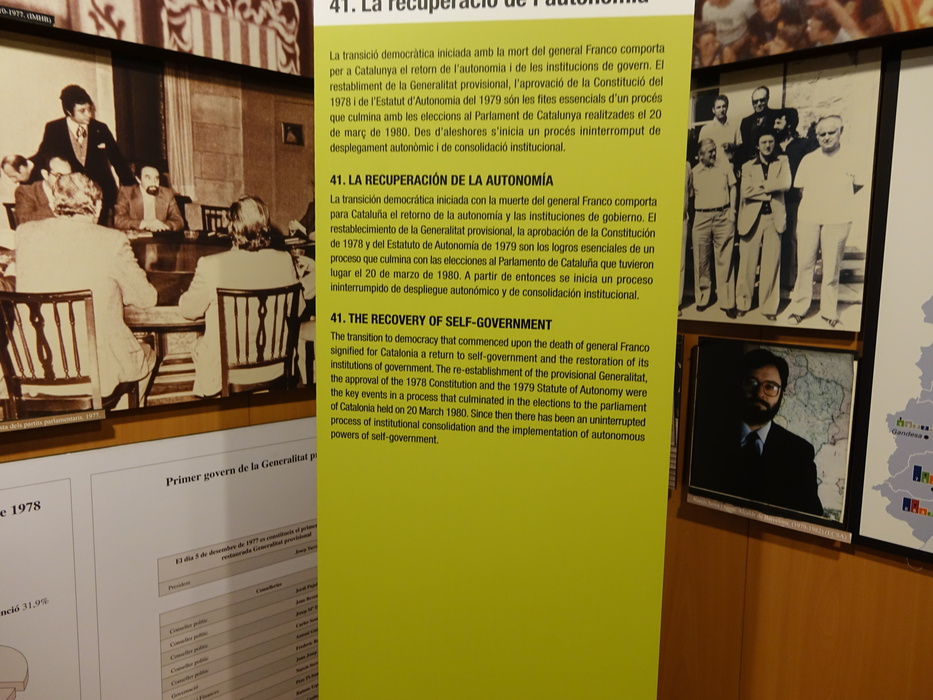 0-1977. (IMHB)
41. La recuperació de l'autonomia
La transició democràtica iniciada amb la mort del general Franco comporta
per a Catalunya el retorn de l'autonomia i de les institucions de govern. El
restabliment de la Generalitat provisional, l'aprovació de la Constitució del
1978 i de l'Estatut d'Autonomia del 1979 són les fites essencials d'un procés
que culmina amb les eleccions al Parlament de Catalunya realitzades el 20
de març de 1980. Des d'aleshores s'inicia un procés ininterromput de
desplegament autonòmic i de consolidació institucional.
41. LA RECUPERACIÓN DE LA AUTONOMÍA
La transición democrática iniciada con la muerte del general Franco comporta
para Cataluña el retorno de la autonomía y las instituciones de gobierno. El
restablecimiento de la Generalitat provisional, la aprobación de la Constitución
de 1978 y del Estatuto de Autonomía de 1979 son los logros esenciales de un
proceso que culmina con las elecciones al Parlamento de Cataluña que tuvieron
lugar el 20 de marzo de 1980. A partir de entonces se inicia un proceso
ininterrumpido de despliegue autonómico y de consolidación institucional.
41. THE RECOVERY OF SELF-GOVERNMENT
The transition to democracy that commenced upon the death of general Franco
signified for Catalonia a return to self-government and the restoration of its
institutions of government. The re-establishment of the provisional Generalitat,
the approval of the 1978 Constitution and the 1979 Statute of Autonomy were
the key events in a process that culminated in the elections to the parliament
of Catalonia held on 20 March 1980. Since then there has been an uninterrupted
process of institutional consolidation and the implementation of autonomous
powers of self-government.
dels partits parlamentaris, 1977
e 1978
nció 31,9%
Primer govern de la Generalitat
El dia 5 de desembre de 1977 es constitueix el primer
restaurada Generalitat provisional
President
Josep
Consellerias
Conseller polític
Conseller polític
Conseller polític
Conseller polític
Conseller polític
Governació
Finances
Gandesa